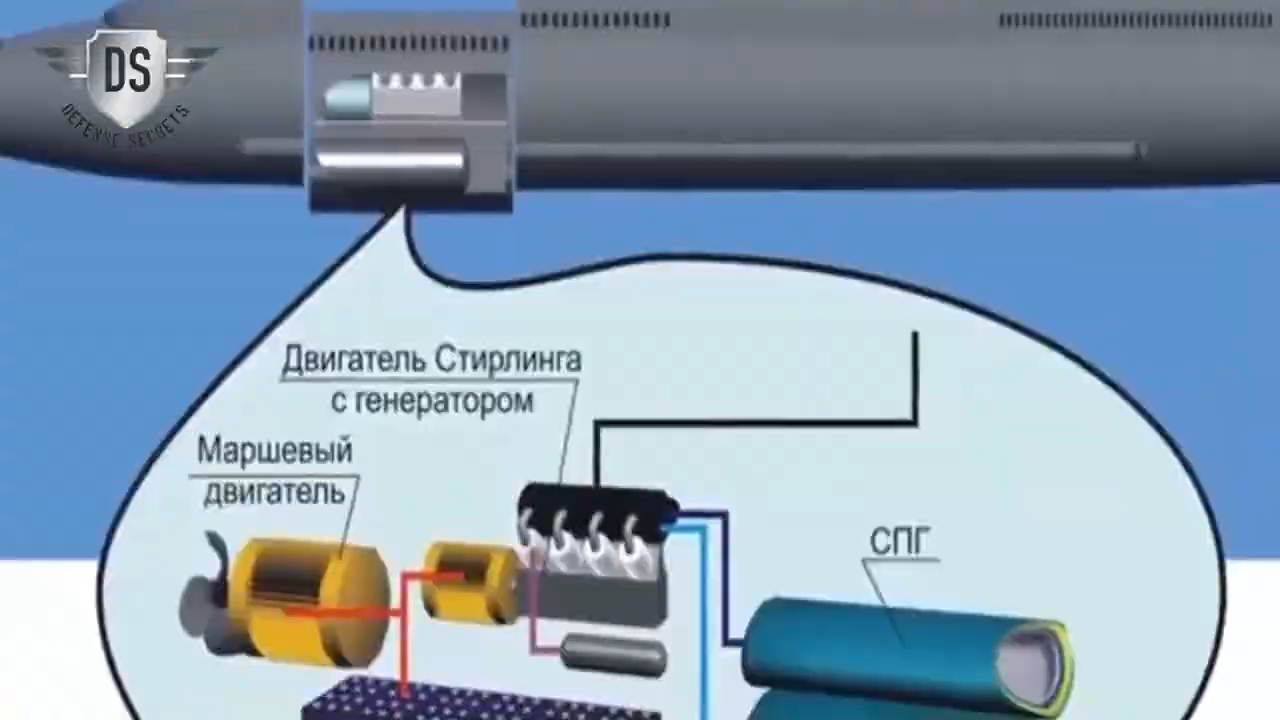 DS
DEFENSE SECRETS
Двигатель Стирлинга
с генератором
Маршевый
двигатель
СПГ